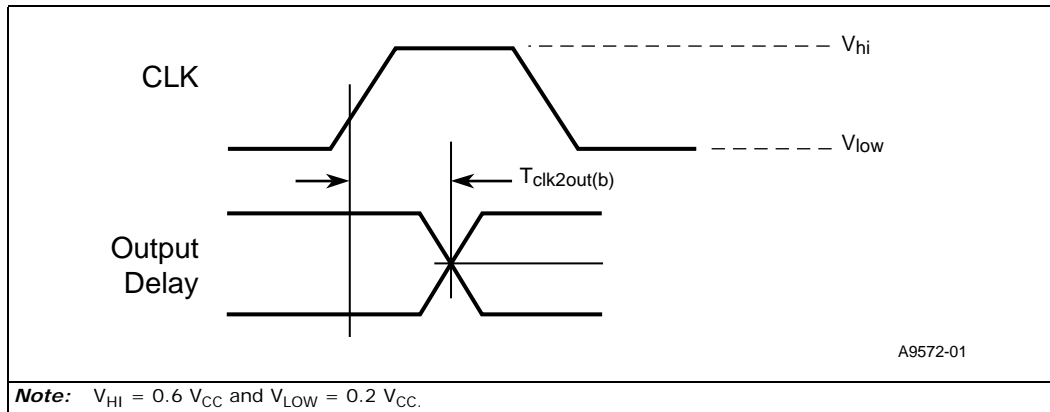 CLK
Vhi
Vlow
Tclk2out(b)
Output
Delay
A9572-01
Note: VHI = 0.6 VCC and VLOW = 0.2 VCC.